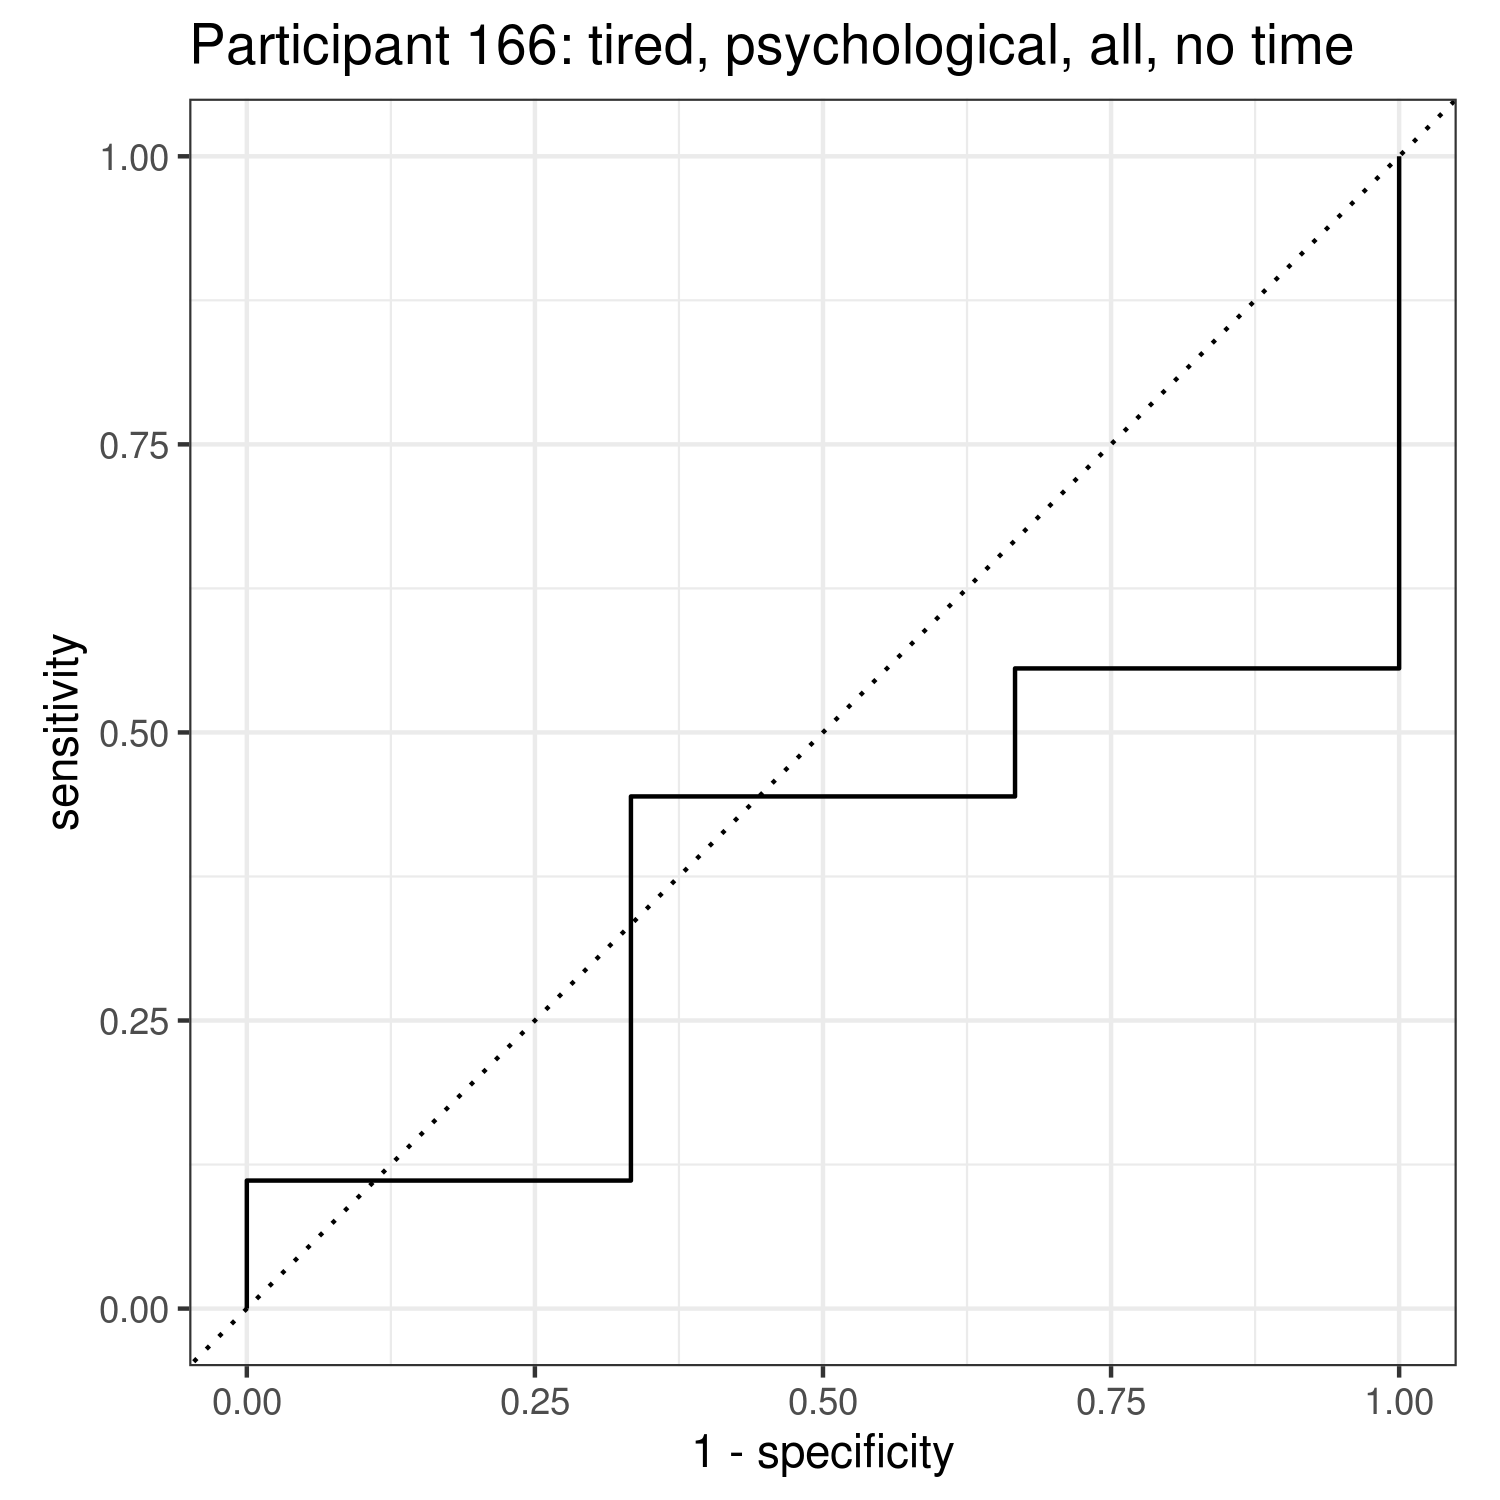 Participant 166: tired, psychological, all, no time
1.00
0.75
0.50
0.25
0.00
sensitivity
0.00 0.25 0.50 0.75 1.00
1 - specificity